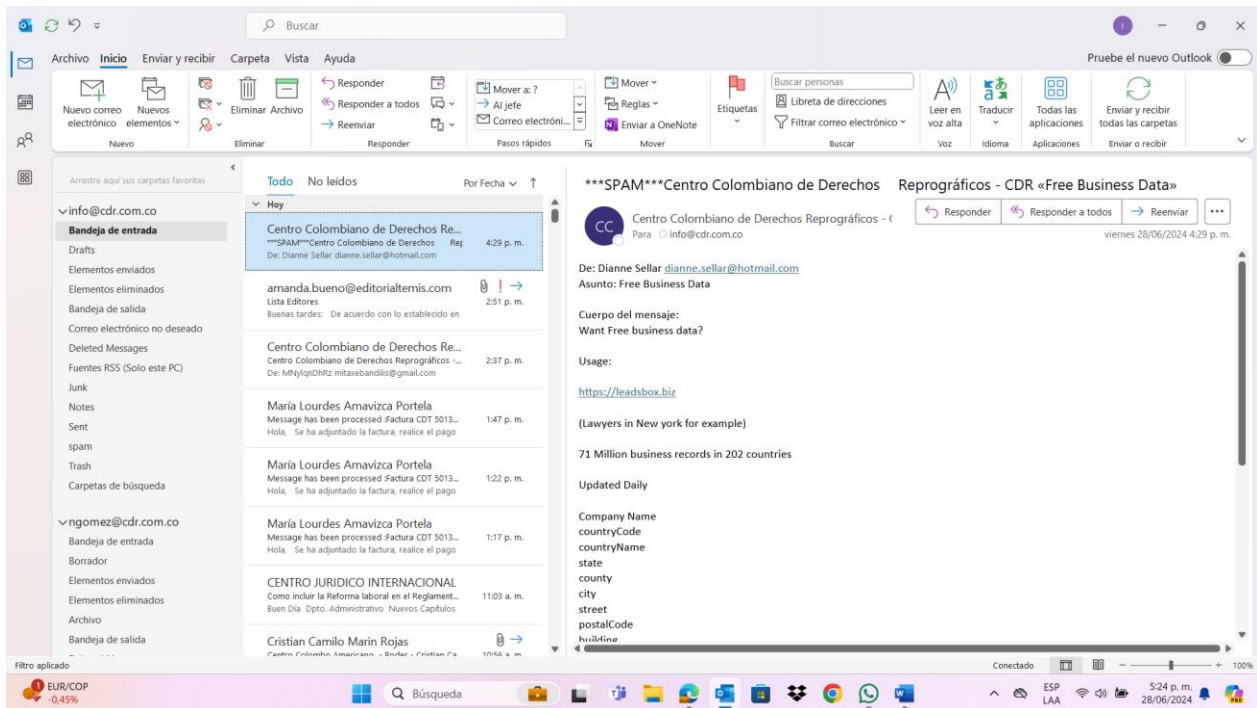 Buscar
Archivo Inicio Enviar y recibir Carpeta Vista Ayuda
Pruebe el nuevo Outlook
Nuevo correo electrónico
Nuevos elementos
Nuevo
Eliminar Archivo
Eliminar
Responder
Responder a todos
Reenviar
Responder
Mover a: ?
Al jefe
Correo electróni...
Pasos rápidos
Mover
Reglas
Enviar a OneNote
Mover
Etiquetas
Buscar personas
Libreta de direcciones
Filtrar correo electrónico
Buscar
Leer en voz alta
Voz
Traducir
Idioma
Todas las aplicaciones
Aplicaciones
Enviar y recibir todas las carpetas
Enviar o recibir
Arrastre aquí sus carpetas favoritas
info@cdr.com.co
Bandeja de entrada
Drafts
Elementos enviados
Elementos eliminados
Bandeja de salida
Correo electrónico no deseado
Deleted Messages
Fuentes RSS (Solo este PC)
Junk
Notes
Sent
spam
Trash
Carpetas de búsqueda
ngomez@cdr.com.co
Bandeja de entrada
Borrador
Elementos enviados
Elementos eliminados
Archivo
Bandeja de salida
Todo No leídos Por Fecha
Hoy
Centro Colombiano de Derechos Re...
***SPAM***Centro Colombiano de Derechos Rep 4:29 p. m.
De: Dianne Sellar dianne.sellar@hotmail.com
amanda.bueno@editorialtemis.com
Lista Editores 2:51 p. m.
Buenas tardes: De acuerdo con lo establecido en
Centro Colombiano de Derechos Re...
Centro Colombiano de Derechos Reprográficos -... 2:37 p. m.
De: MNylqnDhRz mitaxebandilis@gmail.com
María Lourdes Amavizca Portela
Message has been processed :Factura CDT 5013... 1:47 p. m.
Hola, Se ha adjuntado la factura, realice el pago
María Lourdes Amavizca Portela
Message has been processed :Factura CDT 5013... 1:22 p. m.
Hola, Se ha adjuntado la factura, realice el pago
María Lourdes Amavizca Portela
Message has been processed :Factura CDT 5013... 1:17 p. m.
Hola, Se ha adjuntado la factura, realice el pago
CENTRO JURIDICO INTERNACIONAL
Como incluir la Reforma laboral en el Reglament... 11:03 a. m.
Buen Día Dpto. Administrativo Nuevos Capítulos
Cristian Camilo Marin Rojas
Centro Colombo Americano - Poder - Cristian Ca 10:56 a. m.
***SPAM***Centro Colombiano de Derechos Reprográficos - CDR «Free Business Data»
CC
Centro Colombiano de Derechos Reprográficos - (
Para info@cdr.com.co
Responder Responder a todos Reenviar
viernes 28/06/2024 4:29 p. m.
De: Dianne Sellar dianne.sellar@hotmail.com
Asunto: Free Business Data
Cuerpo del mensaje:
Want Free business data?
Usage:
https://leadsbox.biz
(Lawyers in New york for example)
71 Million business records in 202 countries
Updated Daily
Company Name
countryCode
countryName
state
county
city
street
postalCode
building
Filtro aplicado
Conectado 100%
1 EUR/COP
-0,45%
Búsqueda
ESP
LAA
5:24 p. m.
28/06/2024